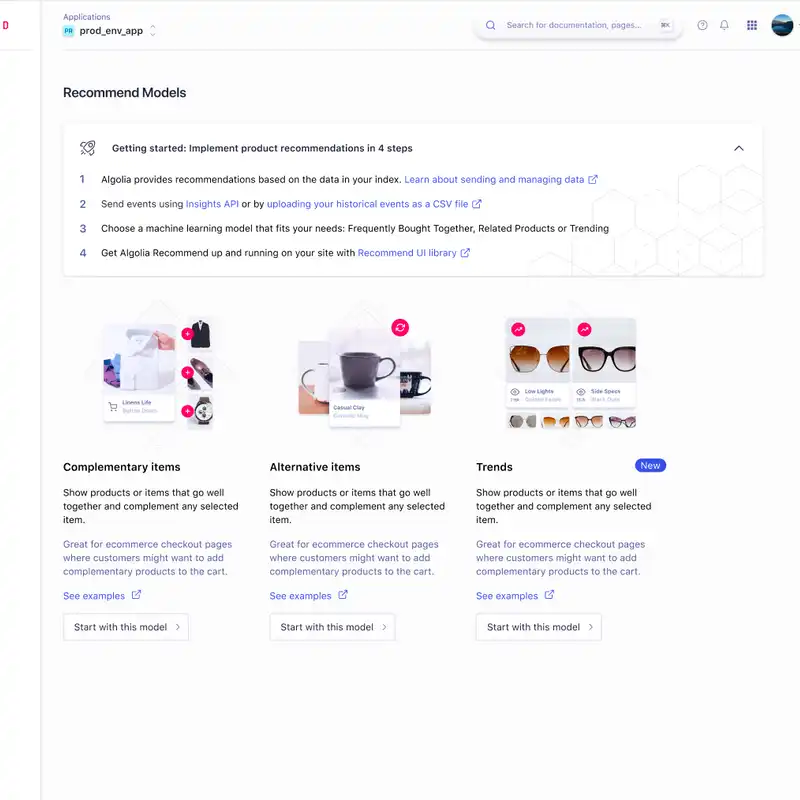 D
Applications
PR prod_env_app
Search for documentation, pages...
⌘K
Recommend Models
Getting started: Implement product recommendations in 4 steps
1 Algolia provides recommendations based on the data in your index. Learn about sending and managing data
2 Send events using Insights API or by uploading your historical events as a CSV file
3 Choose a machine learning model that fits your needs: Frequently Bought Together, Related Products or Trending
4 Get Algolia Recommend up and running on your site with Recommend UI library
Linens Life
Casual Clay
Low Lights
Side Specs
Complementary items
Show products or items that go well
together and complement any selected
item.
Great for ecommerce checkout pages
where customers might want to add
complementary products to the cart.
See examples
Start with this model
Alternative items
Show products or items that go well
together and complement any selected
item.
Great for ecommerce checkout pages
where customers might want to add
complementary products to the cart.
See examples
Start with this model
Trends
New
Show products or items that go well
together and complement any selected
item.
Great for ecommerce checkout pages
where customers might want to add
complementary products to the cart.
See examples
Start with this model